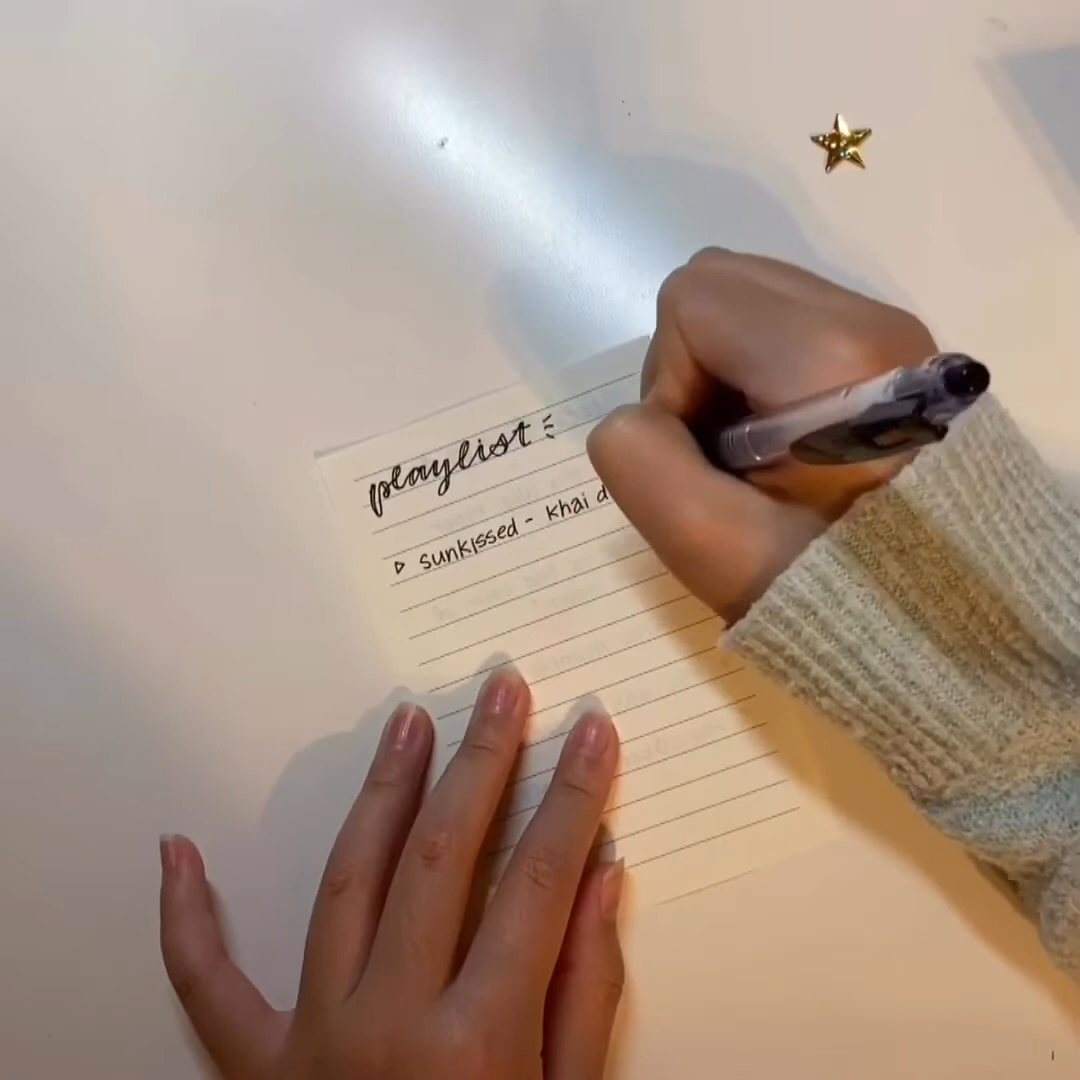 playlist
▷ sunkissed - khai d